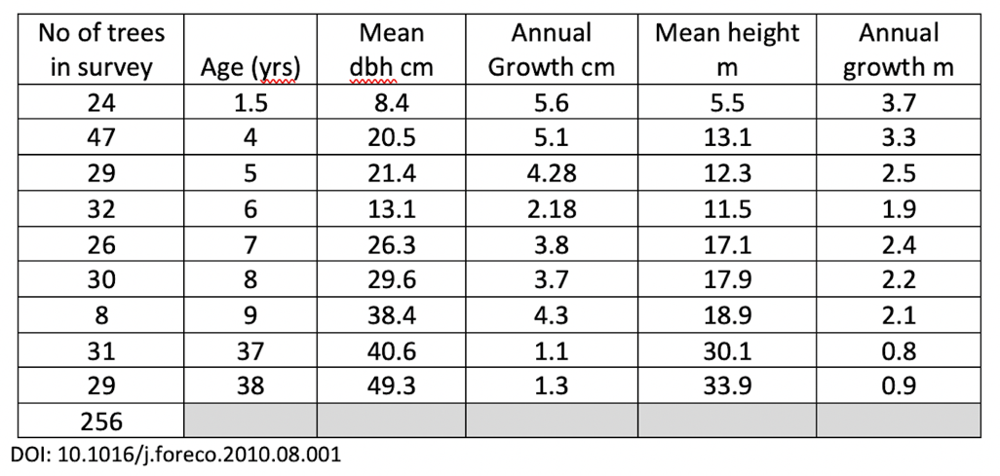 No of trees Mean Annual Mean height Annual
in survey Age (yrs) dbh cm Growth cm m growth m
24 1.5 8.4 5.6 5.5 3.7
47 4 20.5 5.1 13.1 3.3
29 5 21.4 4.28 12.3 2.5
32 6 13.1 2.18 11.5 1.9
26 7 26.3 3.8 17.1 2.4
30 8 29.6 3.7 17.9 2.2
8 9 38.4 4.3 18.9 2.1
31 37 40.6 1.1 30.1 0.8
29 38 49.3 1.3 33.9 0.9
256
DOI: 10.1016/j.foreco.2010.08.001